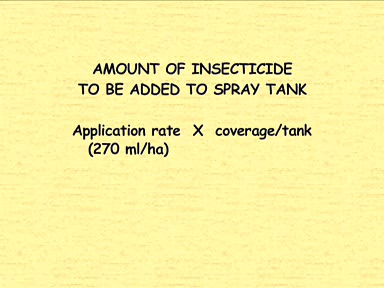 AMOUNT OF INSECTICIDE
TO BE ADDED TO SPRAY TANK
Application rate X coverage/tank
(270 ml/ha)